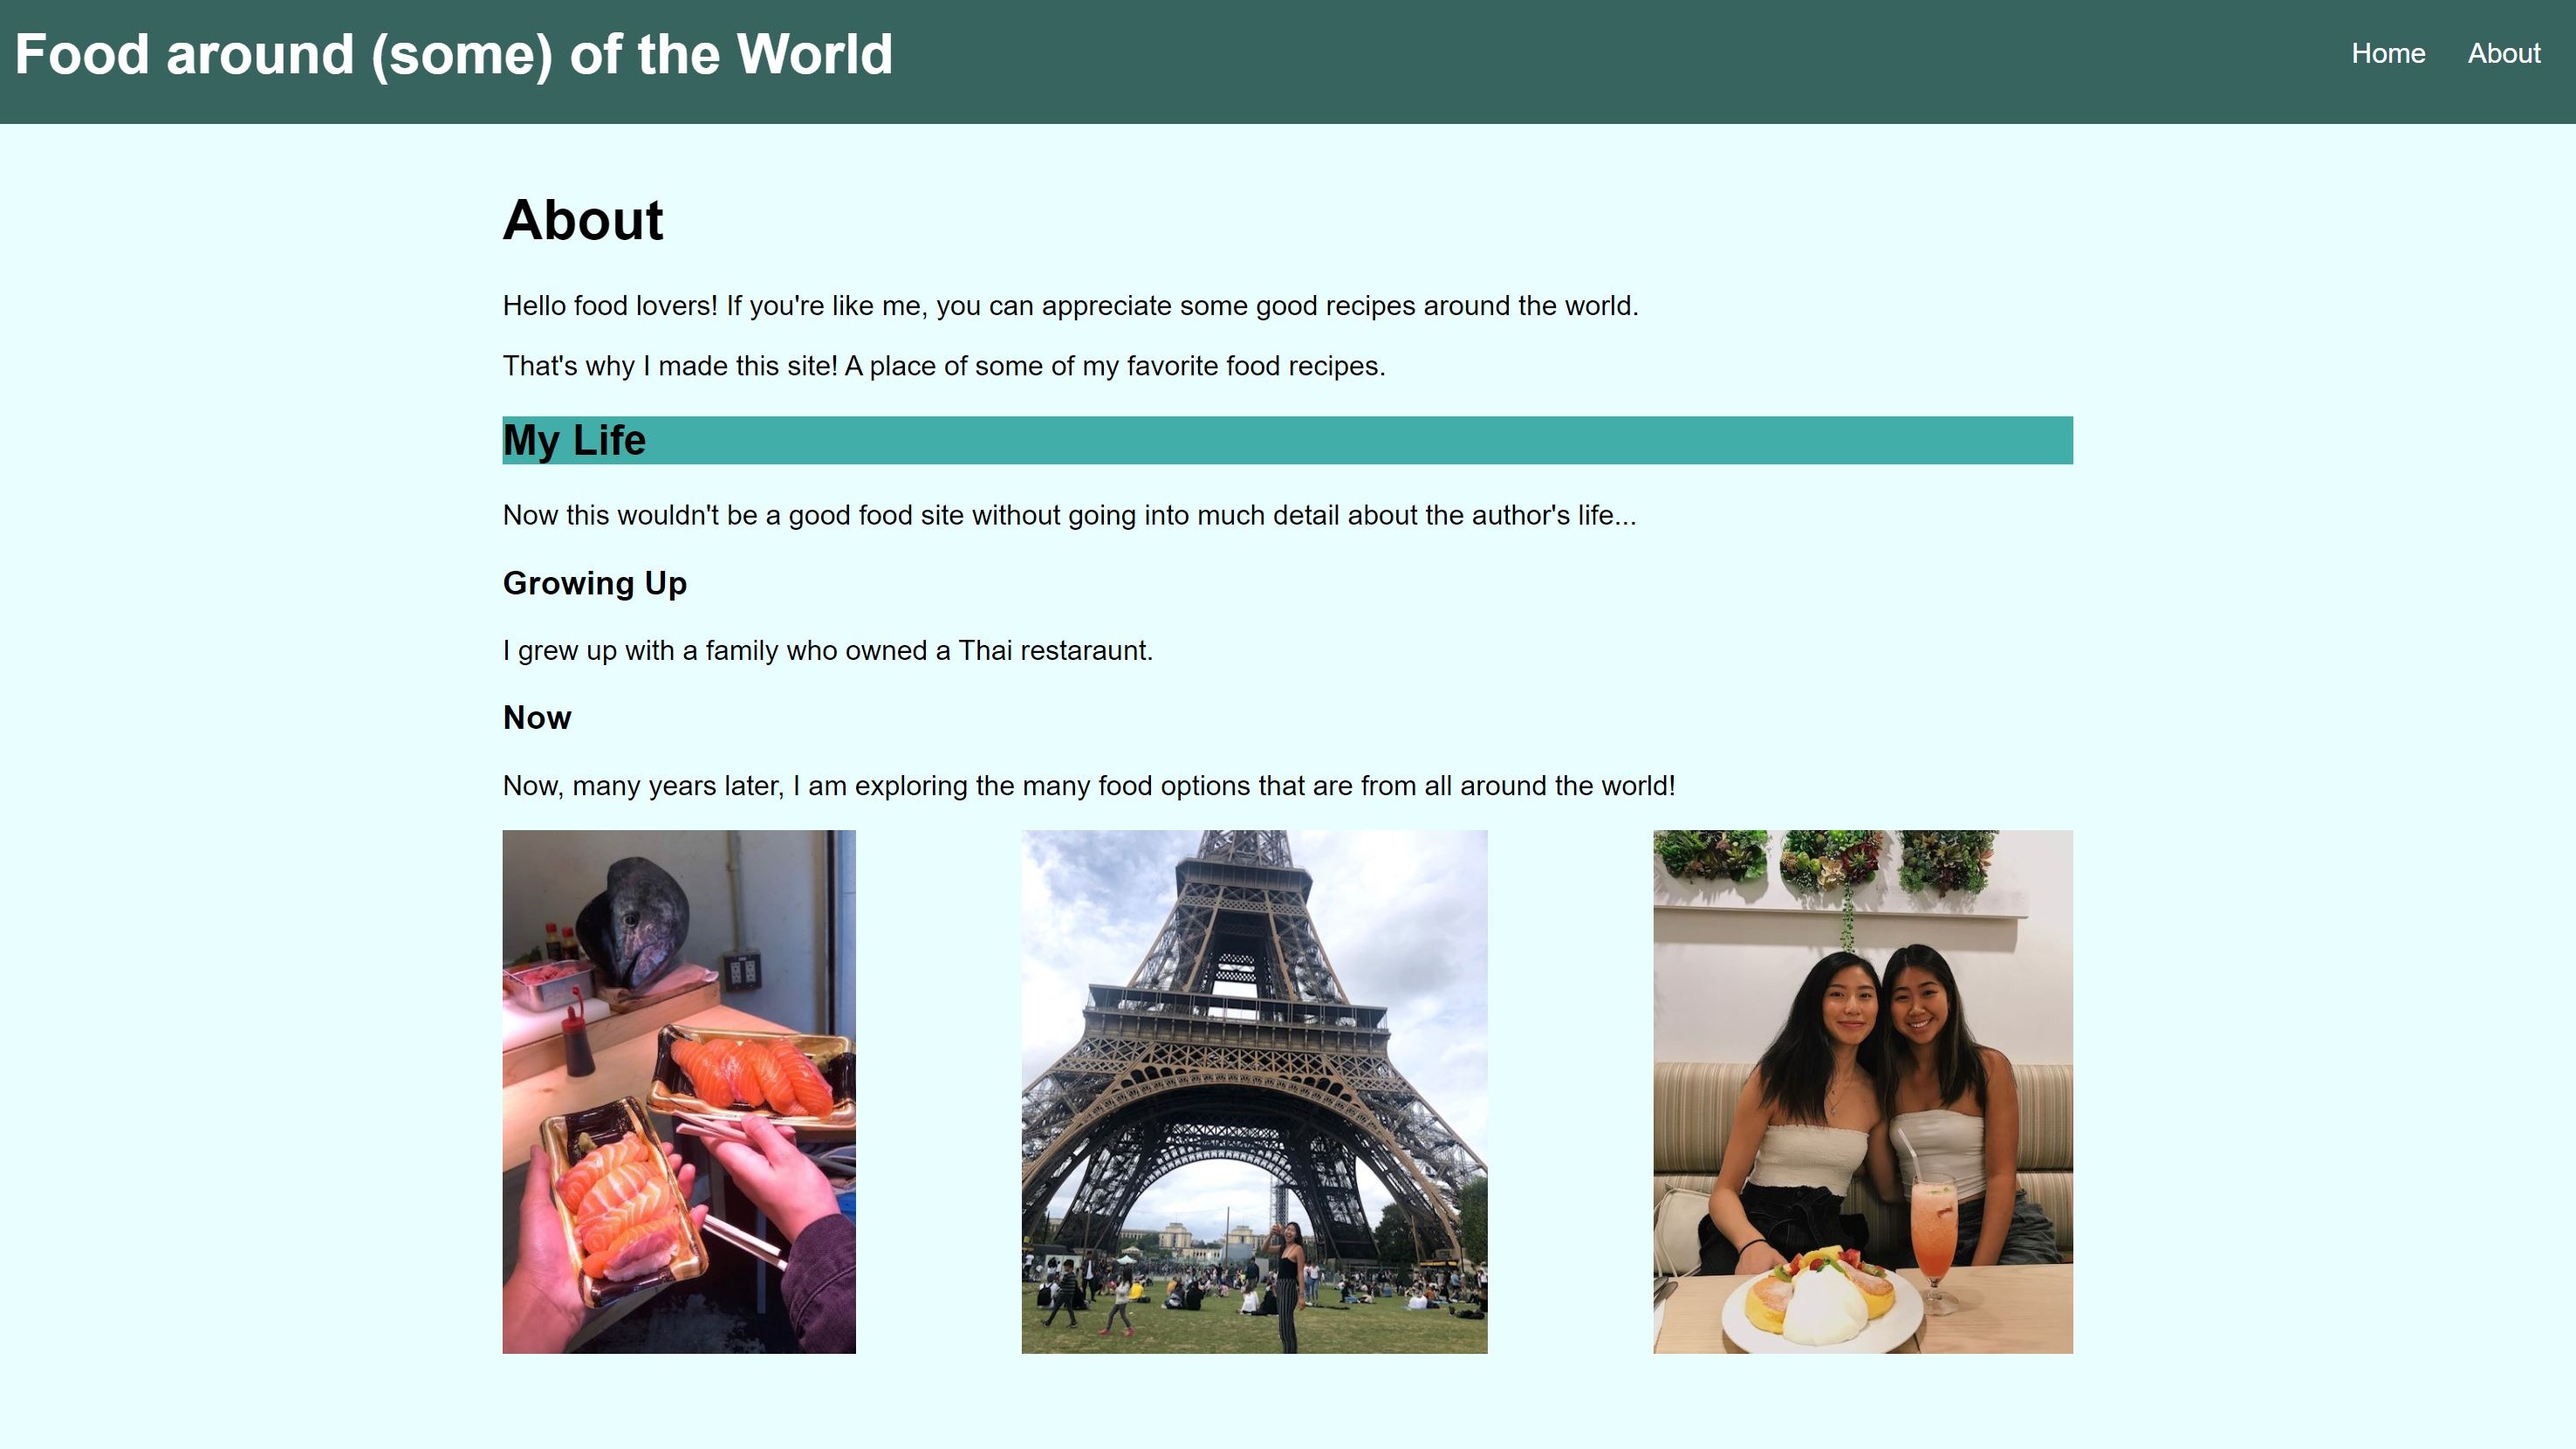 Food around (some) of the World
Home
About
About
Hello food lovers! If you're like me, you can appreciate some good recipes around the world.
That's why I made this site! A place of some of my favorite food recipes.
My Life
Now this wouldn't be a good food site without going into much detail about the author's life...
Growing Up
I grew up with a family who owned a Thai restaraunt.
Now
Now, many years later, I am exploring the many food options that are from all around the world!